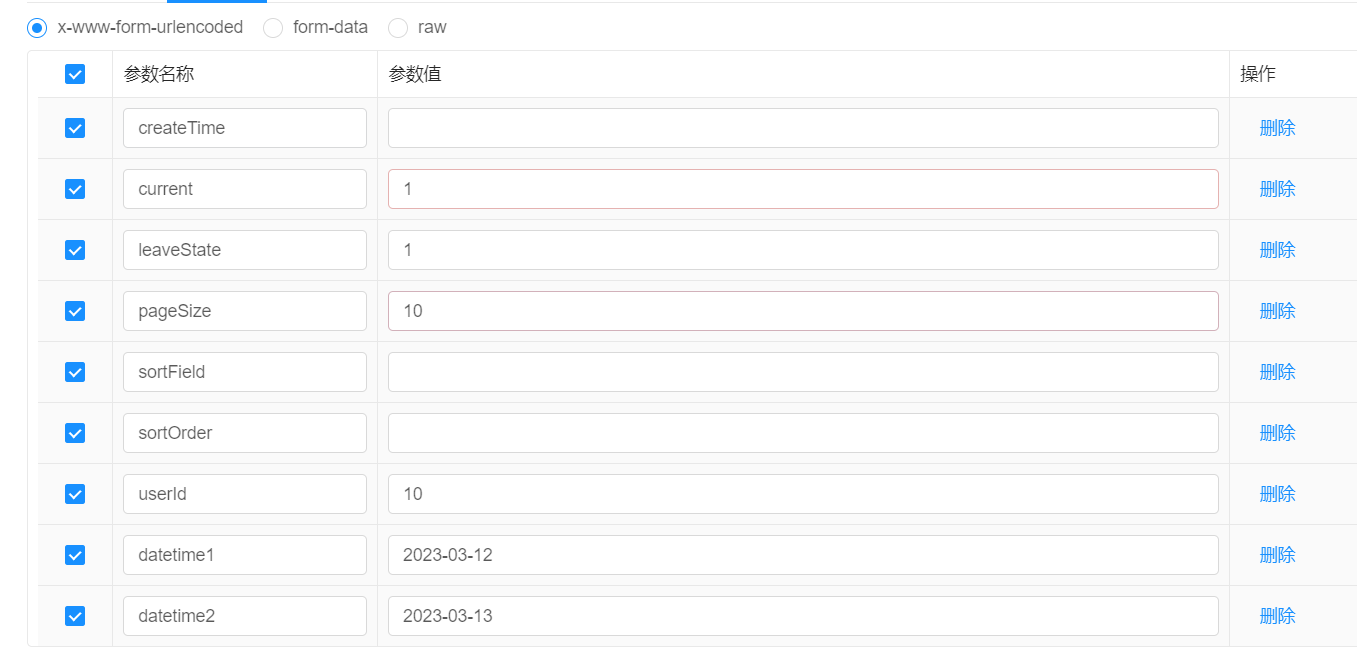 x-www-form-urlencoded form-data raw
参数名称 参数值 操作
createTime 删除
current 1 删除
leaveState 1 删除
pageSize 10 删除
sortField 删除
sortOrder 删除
userId 10 删除
datetime1 2023-03-12 删除
datetime2 2023-03-13 删除